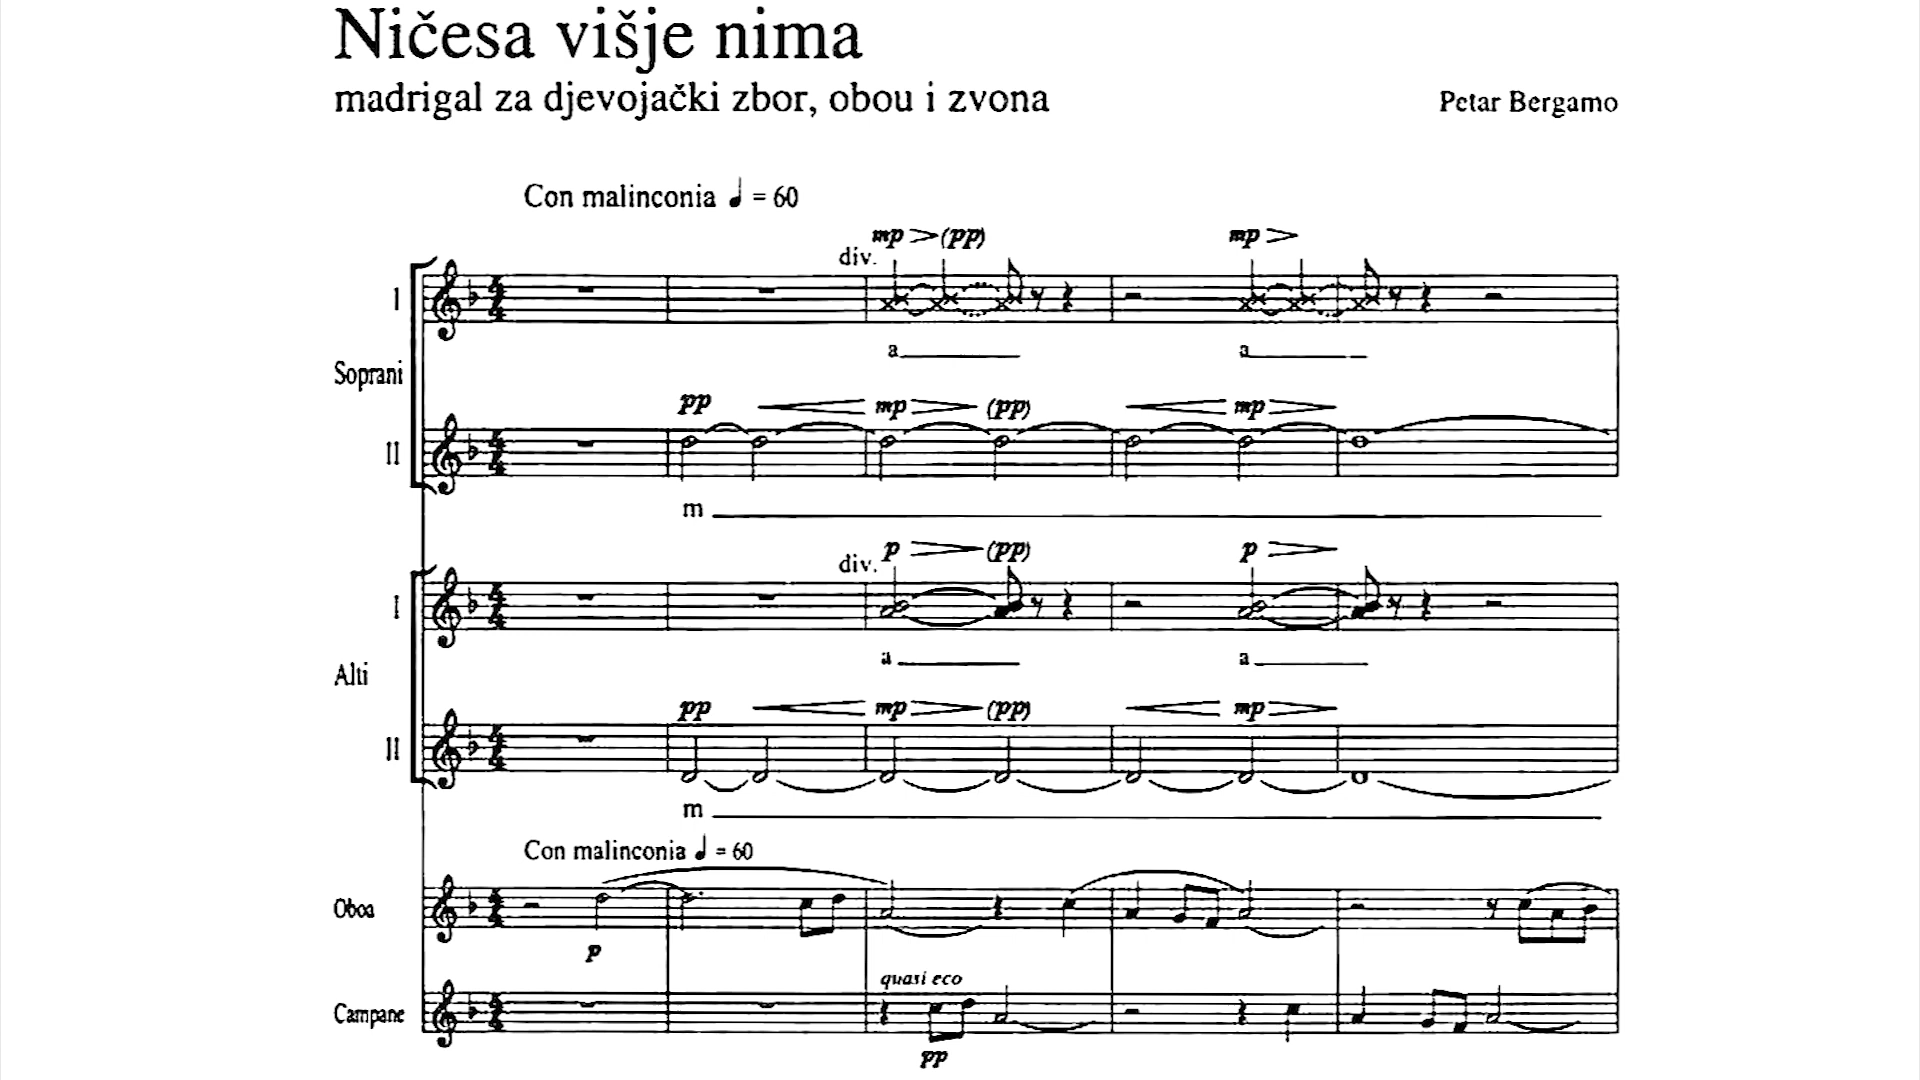 Ničesa višje nima
madrigal za djevojački zbor, obou i zvona
Petar Bergamo
Con malinconia ♩ = 60
mp (pp) mp
div.
I
a a
Soprani
pp mp (pp) mp
II
m
p (pp) p
div.
I
a a
Alti
pp mp (pp) mp
II
m
Con malinconia ♩ = 60
Oboa
p
quasi eco
Campane
pp